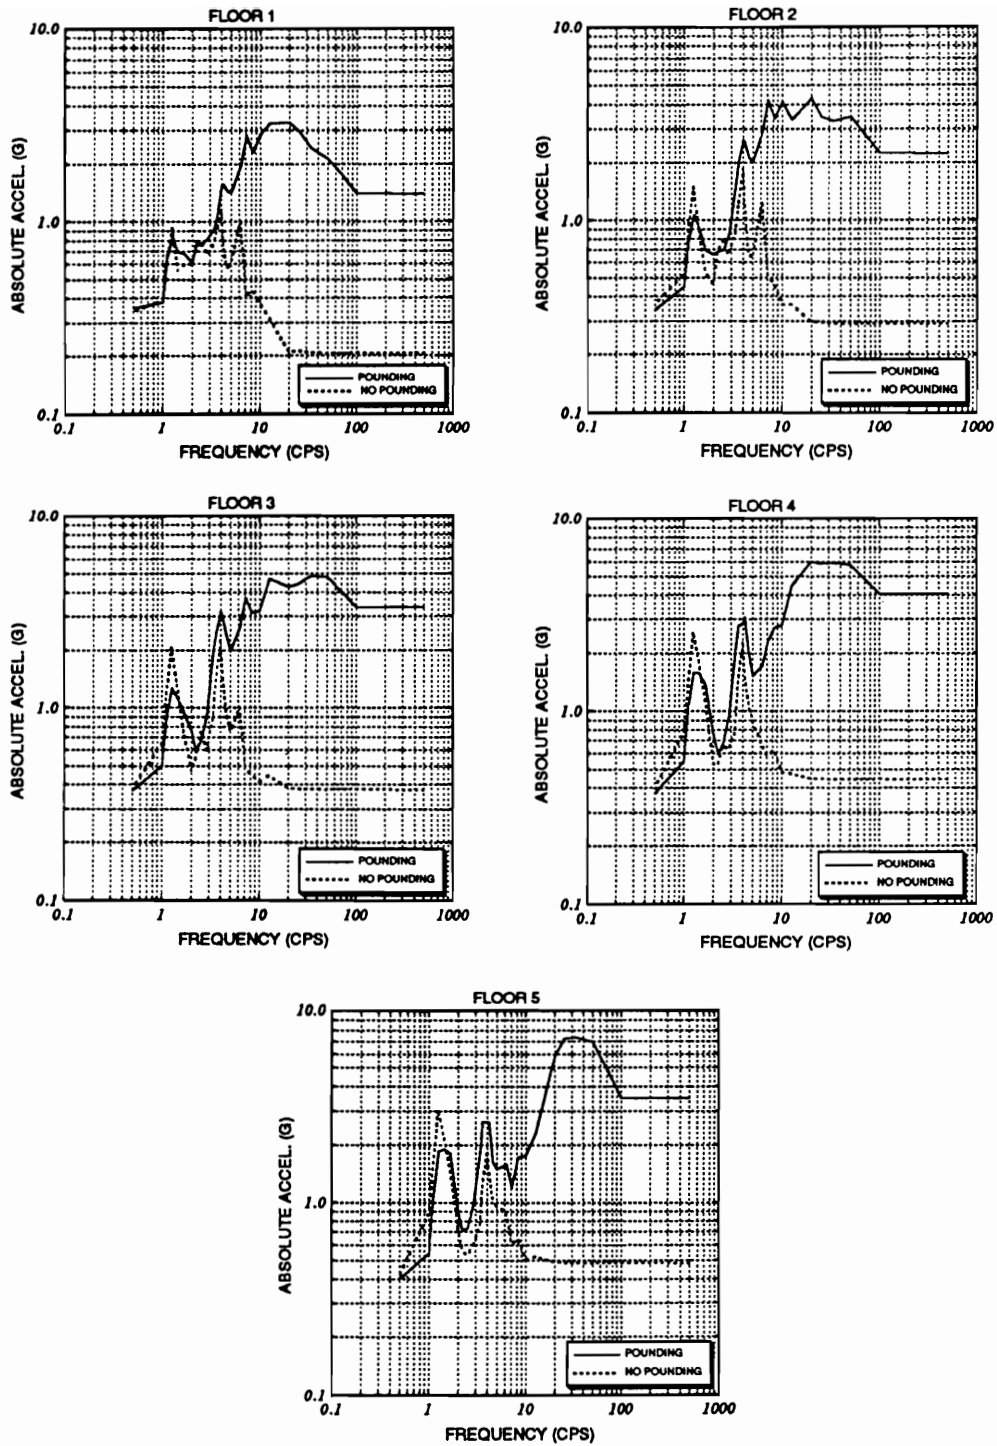 FLOOR 1
10.0
1.0
0.1
ABSOLUTE ACCEL. (G)
POUNDING
NO POUNDING
0.1 1 10 100 1000
FREQUENCY (CPS)
FLOOR 2
10.0
1.0
0.1
ABSOLUTE ACCEL. (G)
POUNDING
NO POUNDING
0.1 1 10 100 1000
FREQUENCY (CPS)
FLOOR 3
10.0
1.0
0.1
ABSOLUTE ACCEL. (G)
POUNDING
NO POUNDING
0.1 1 10 100 1000
FREQUENCY (CPS)
FLOOR 4
10.0
1.0
0.1
ABSOLUTE ACCEL. (G)
POUNDING
NO POUNDING
0.1 1 10 100 1000
FREQUENCY (CPS)
FLOOR 5
10.0
1.0
0.1
ABSOLUTE ACCEL. (G)
POUNDING
NO POUNDING
0.1 1 10 100 1000
FREQUENCY (CPS)